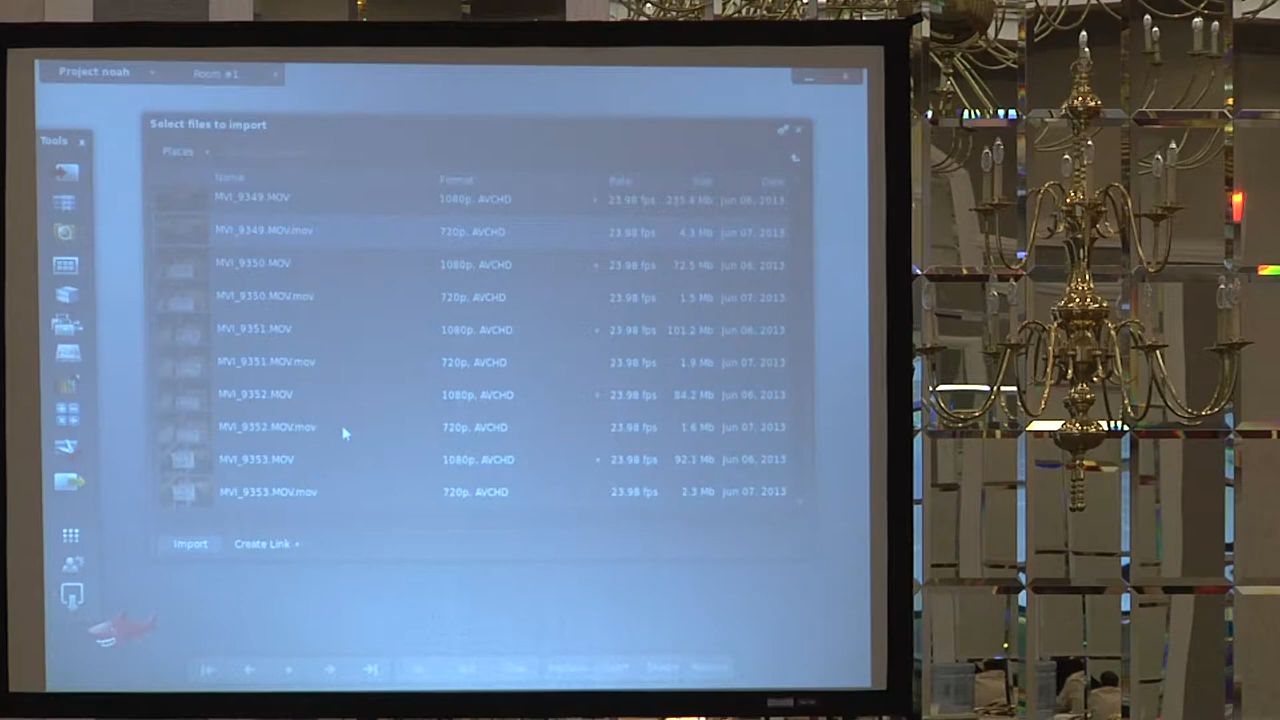 Project noah
Room #1
Select files to import
Tools x
Places
Name Format Rate Size Date
MVI_9349.MOV 1080p, AVCHD 23.98 fps 235.4 Mb Jun 06, 2013
MVI_9349.MOV.mov 720p, AVCHD 23.98 fps 4.3 Mb Jun 07, 2013
MVI_9350.MOV 1080p, AVCHD 23.98 fps 72.5 Mb Jun 06, 2013
MVI_9350.MOV.mov 720p, AVCHD 23.98 fps 1.5 Mb Jun 07, 2013
MVI_9351.MOV 1080p, AVCHD 23.98 fps 101.2 Mb Jun 06, 2013
MVI_9351.MOV.mov 720p, AVCHD 23.98 fps 1.9 Mb Jun 07, 2013
MVI_9352.MOV 1080p, AVCHD 23.98 fps 84.2 Mb Jun 06, 2013
MVI_9352.MOV.mov 720p, AVCHD 23.98 fps 1.6 Mb Jun 07, 2013
MVI_9353.MOV 1080p, AVCHD 23.98 fps 92.1 Mb Jun 06, 2013
MVI_9353.MOV.mov 720p, AVCHD 23.98 fps 2.3 Mb Jun 07, 2013
Import Create Link